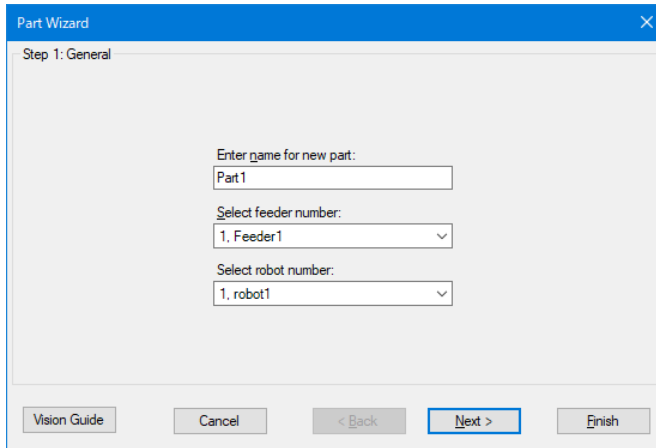 Part Wizard
Step 1: General
Enter name for new part:
Part1
Select feeder number:
1, Feeder1
Select robot number:
1, robot1
Vision Guide Cancel < Back Next > Finish